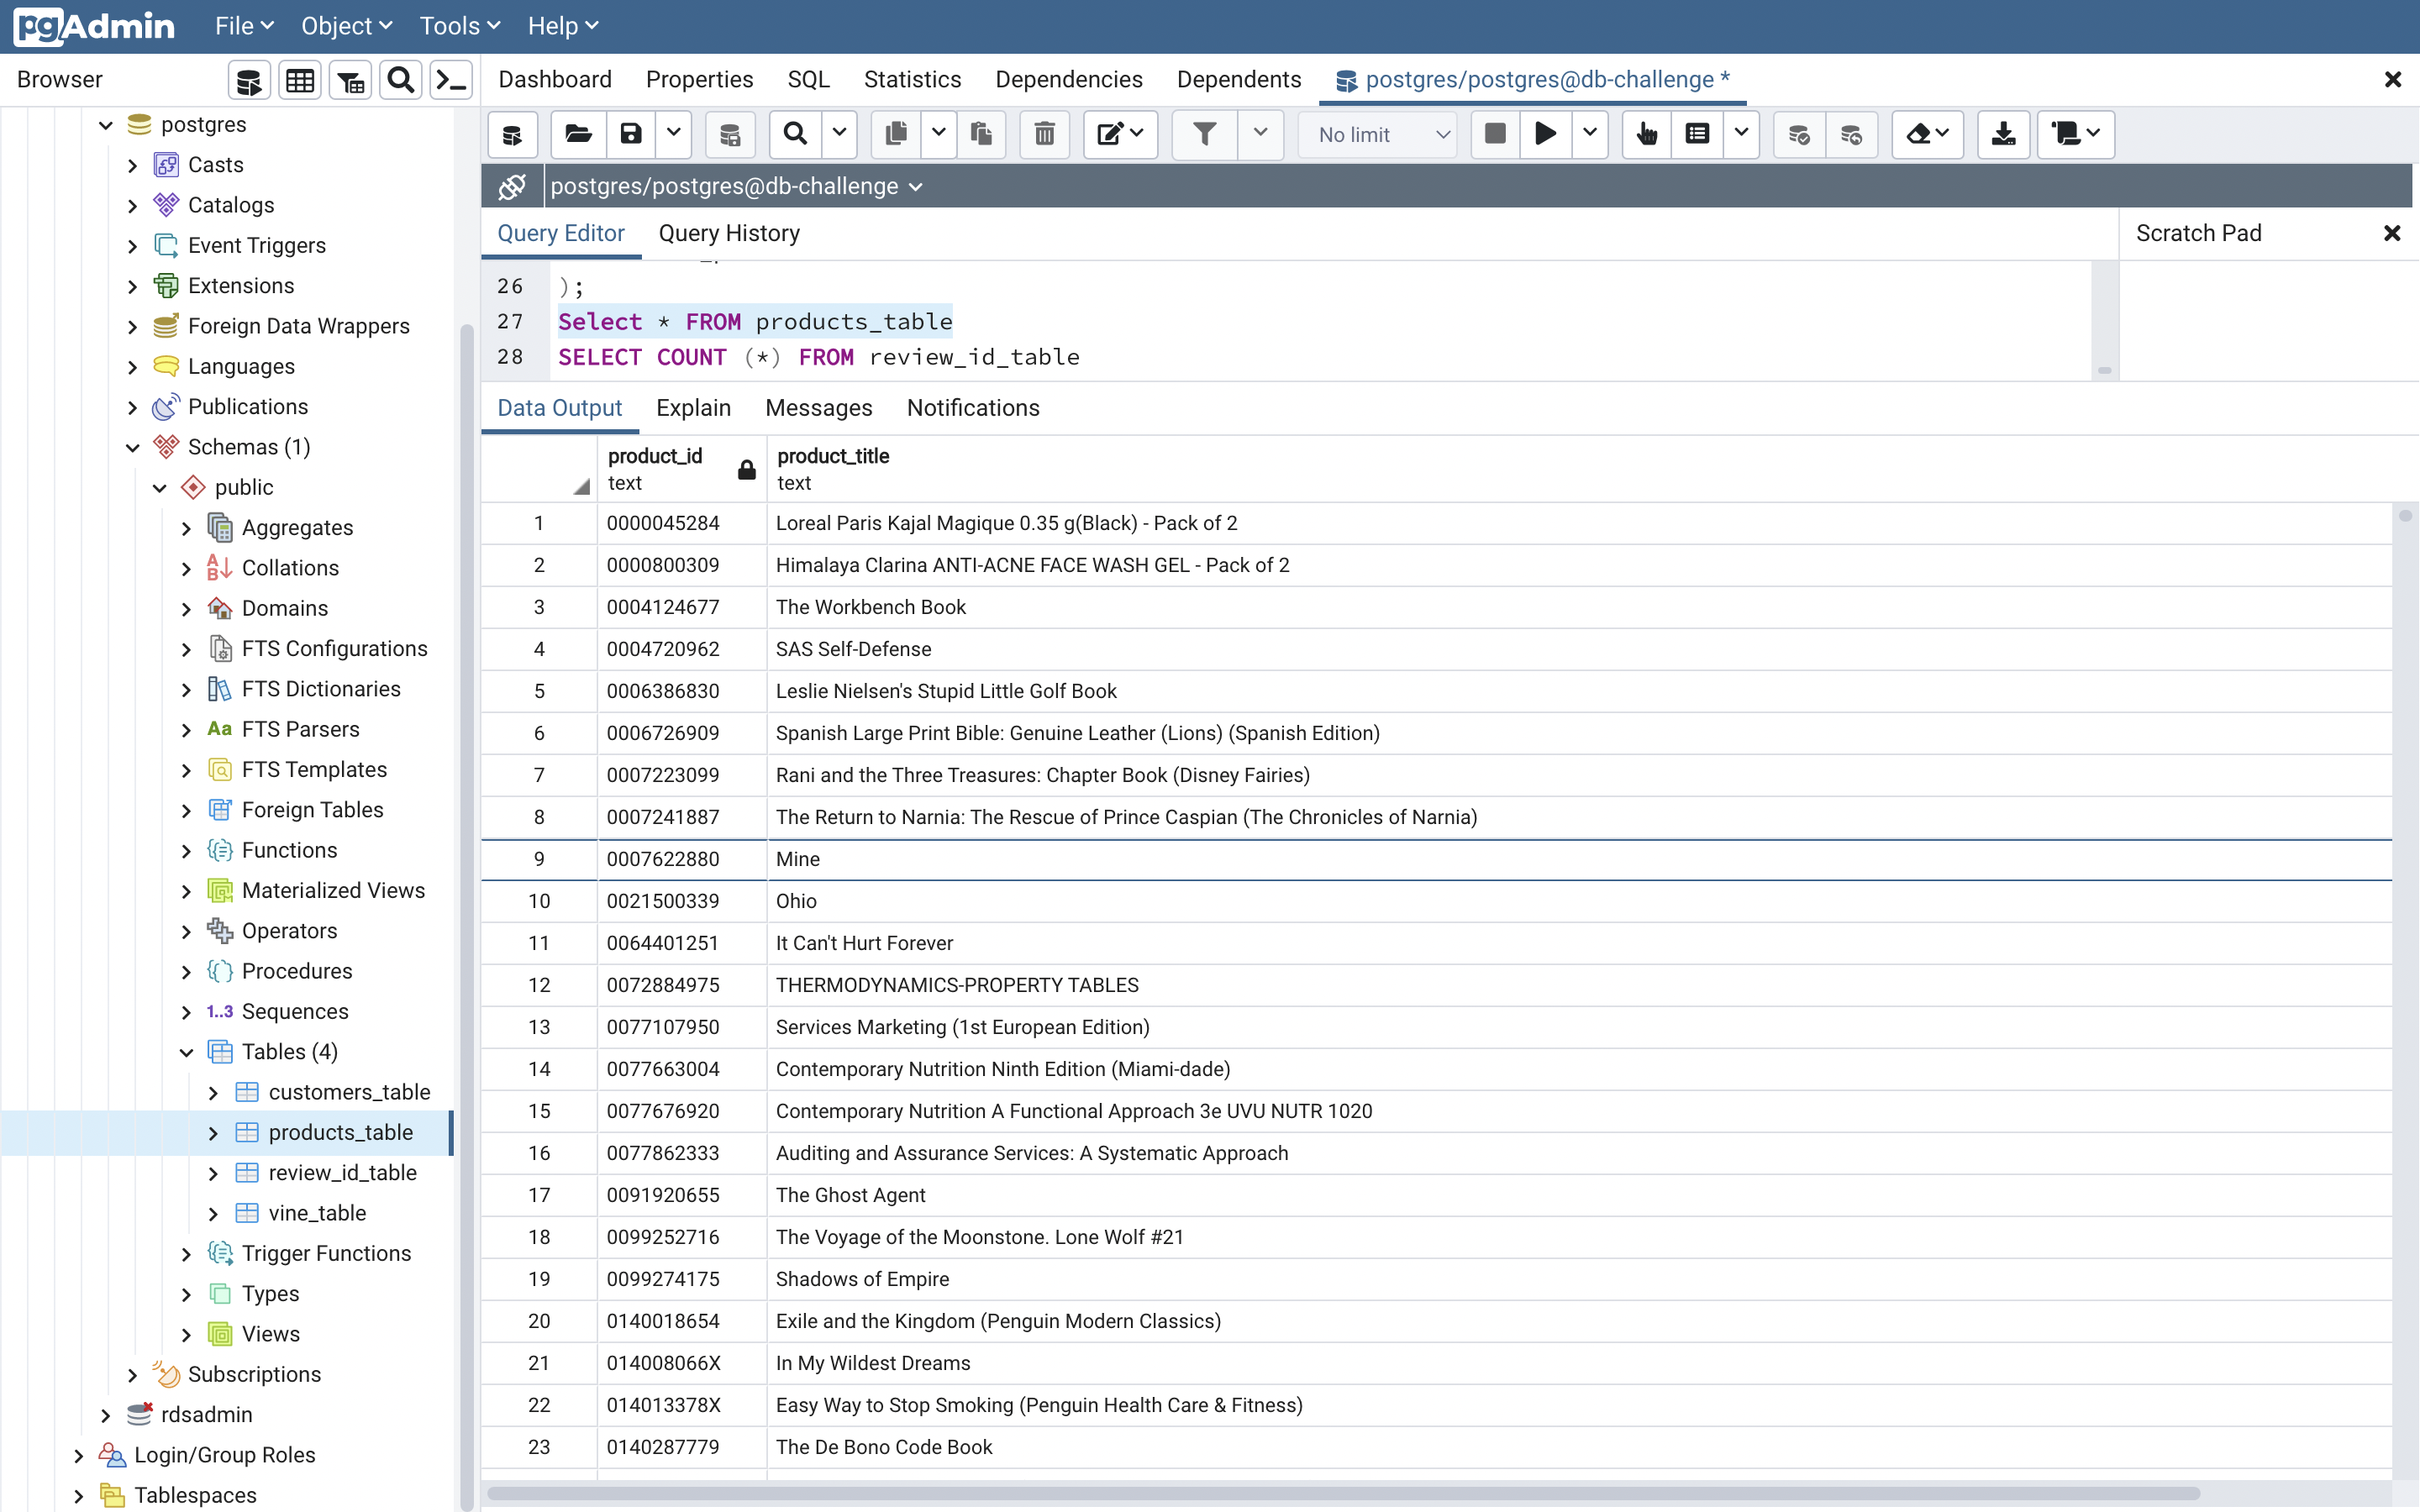 pgAdmin File Object Tools Help
Browser
Dashboard Properties SQL Statistics Dependencies Dependents postgres/postgres@db-challenge *
No limit
postgres/postgres@db-challenge
Query Editor Query History
Scratch Pad
26 );
27 Select * FROM products_table
28 SELECT COUNT (*) FROM review_id_table
Data Output Explain Messages Notifications
product_id text
product_title text
1 0000045284 Loreal Paris Kajal Magique 0.35 g(Black) - Pack of 2
2 0000800309 Himalaya Clarina ANTI-ACNE FACE WASH GEL - Pack of 2
3 0004124677 The Workbench Book
4 0004720962 SAS Self-Defense
5 0006386830 Leslie Nielsen's Stupid Little Golf Book
6 0006726909 Spanish Large Print Bible: Genuine Leather (Lions) (Spanish Edition)
7 0007223099 Rani and the Three Treasures: Chapter Book (Disney Fairies)
8 0007241887 The Return to Narnia: The Rescue of Prince Caspian (The Chronicles of Narnia)
9 0007622880 Mine
10 0021500339 Ohio
11 0064401251 It Can't Hurt Forever
12 0072884975 THERMODYNAMICS-PROPERTY TABLES
13 0077107950 Services Marketing (1st European Edition)
14 0077663004 Contemporary Nutrition Ninth Edition (Miami-dade)
15 0077676920 Contemporary Nutrition A Functional Approach 3e UVU NUTR 1020
16 0077862333 Auditing and Assurance Services: A Systematic Approach
17 0091920655 The Ghost Agent
18 0099252716 The Voyage of the Moonstone. Lone Wolf #21
19 0099274175 Shadows of Empire
20 0140018654 Exile and the Kingdom (Penguin Modern Classics)
21 014008066X In My Wildest Dreams
22 014013378X Easy Way to Stop Smoking (Penguin Health Care & Fitness)
23 0140287779 The De Bono Code Book
postgres
Casts
Catalogs
Event Triggers
Extensions
Foreign Data Wrappers
Languages
Publications
Schemas (1)
public
Aggregates
Collations
Domains
FTS Configurations
FTS Dictionaries
Aa FTS Parsers
FTS Templates
Foreign Tables
Functions
Materialized Views
Operators
Procedures
1..3 Sequences
Tables (4)
customers_table
products_table
review_id_table
vine_table
Trigger Functions
Types
Views
Subscriptions
rdsadmin
Login/Group Roles
Tablespaces